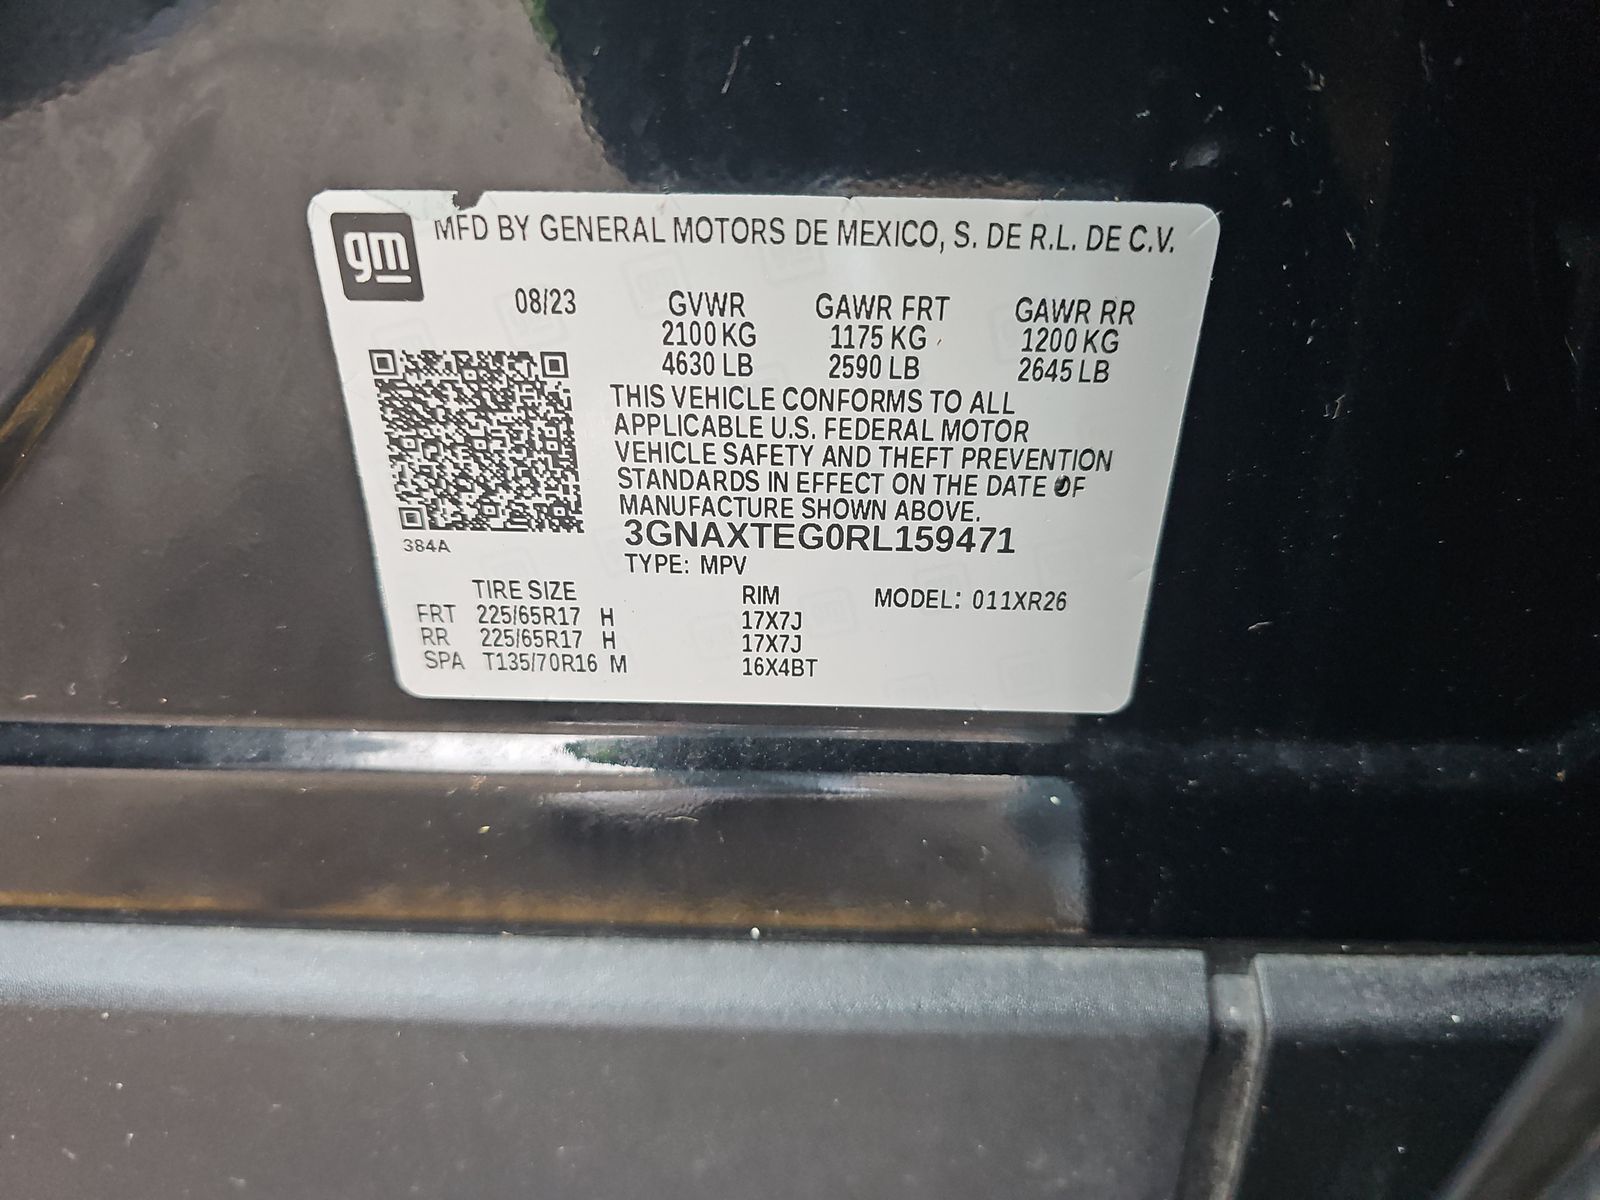 gm
MFD BY GENERAL MOTORS DE MEXICO, S. DE R.L. DE C.V.
08/23 GVWR GAWR FRT GAWR RR
2100 KG 1175 KG 1200 KG
4630 LB 2590 LB 2645 LB
THIS VEHICLE CONFORMS TO ALL
APPLICABLE U.S. FEDERAL MOTOR
VEHICLE SAFETY AND THEFT PREVENTION
STANDARDS IN EFFECT ON THE DATE OF
MANUFACTURE SHOWN ABOVE.
3GNAXTEG0RL159471
384A
TYPE: MPV
TIRE SIZE RIM MODEL: 011XR26
FRT 225/65R17 H 17X7J
RR 225/65R17 H 17X7J
SPA T135/70R16 M 16X4BT